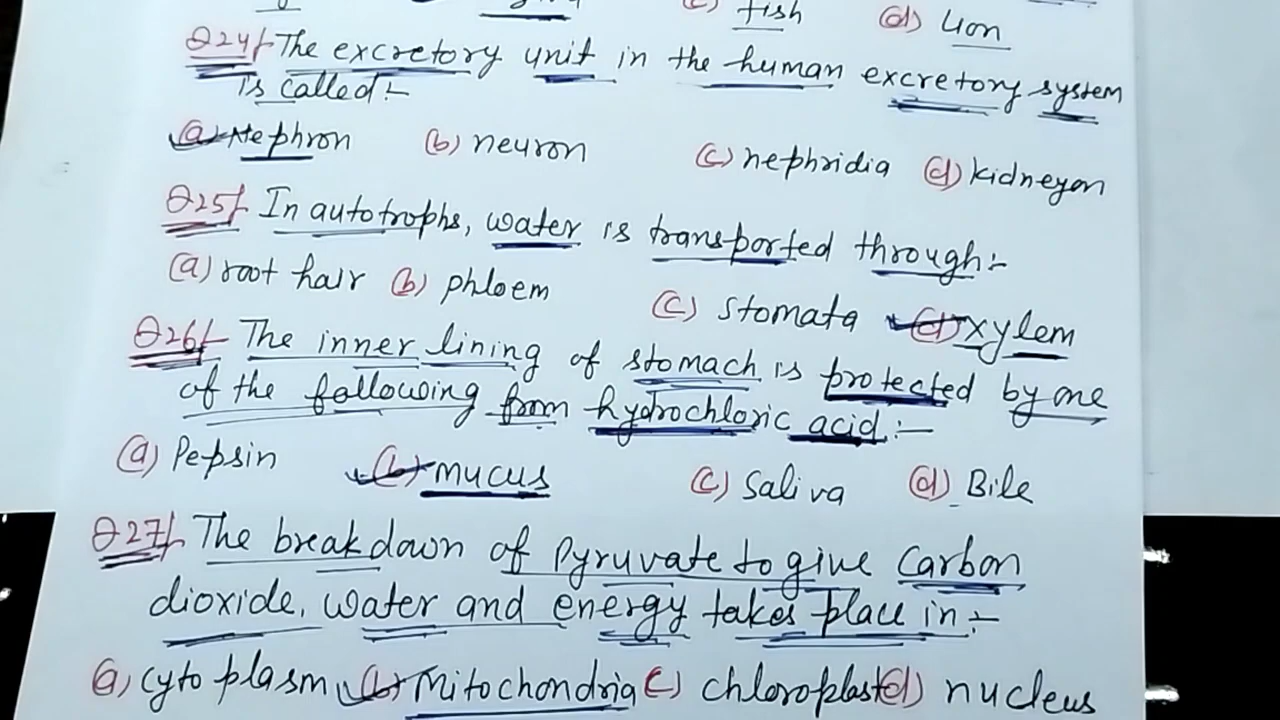 (c) fish (d) Lion
Q24/- The excretory unit in the human excretory system
is called:-
(a) Nephron (b) neuron (c) nephridia (d) kidneyon
Q25/- In autotrophs, water is transported through:-
(a) root hair (b) phloem (c) stomata (d) xylem
Q26/- The inner lining of stomach is protected by one
of the following from hydrochloric acid:-
(a) Pepsin (b) mucus (c) Saliva (d) Bile
Q27/- The breakdown of Pyruvate to give Carbon
dioxide, water and energy takes place in:-
(a) cytoplasm (b) Mitochondria (c) chloroplast (d) nucleus